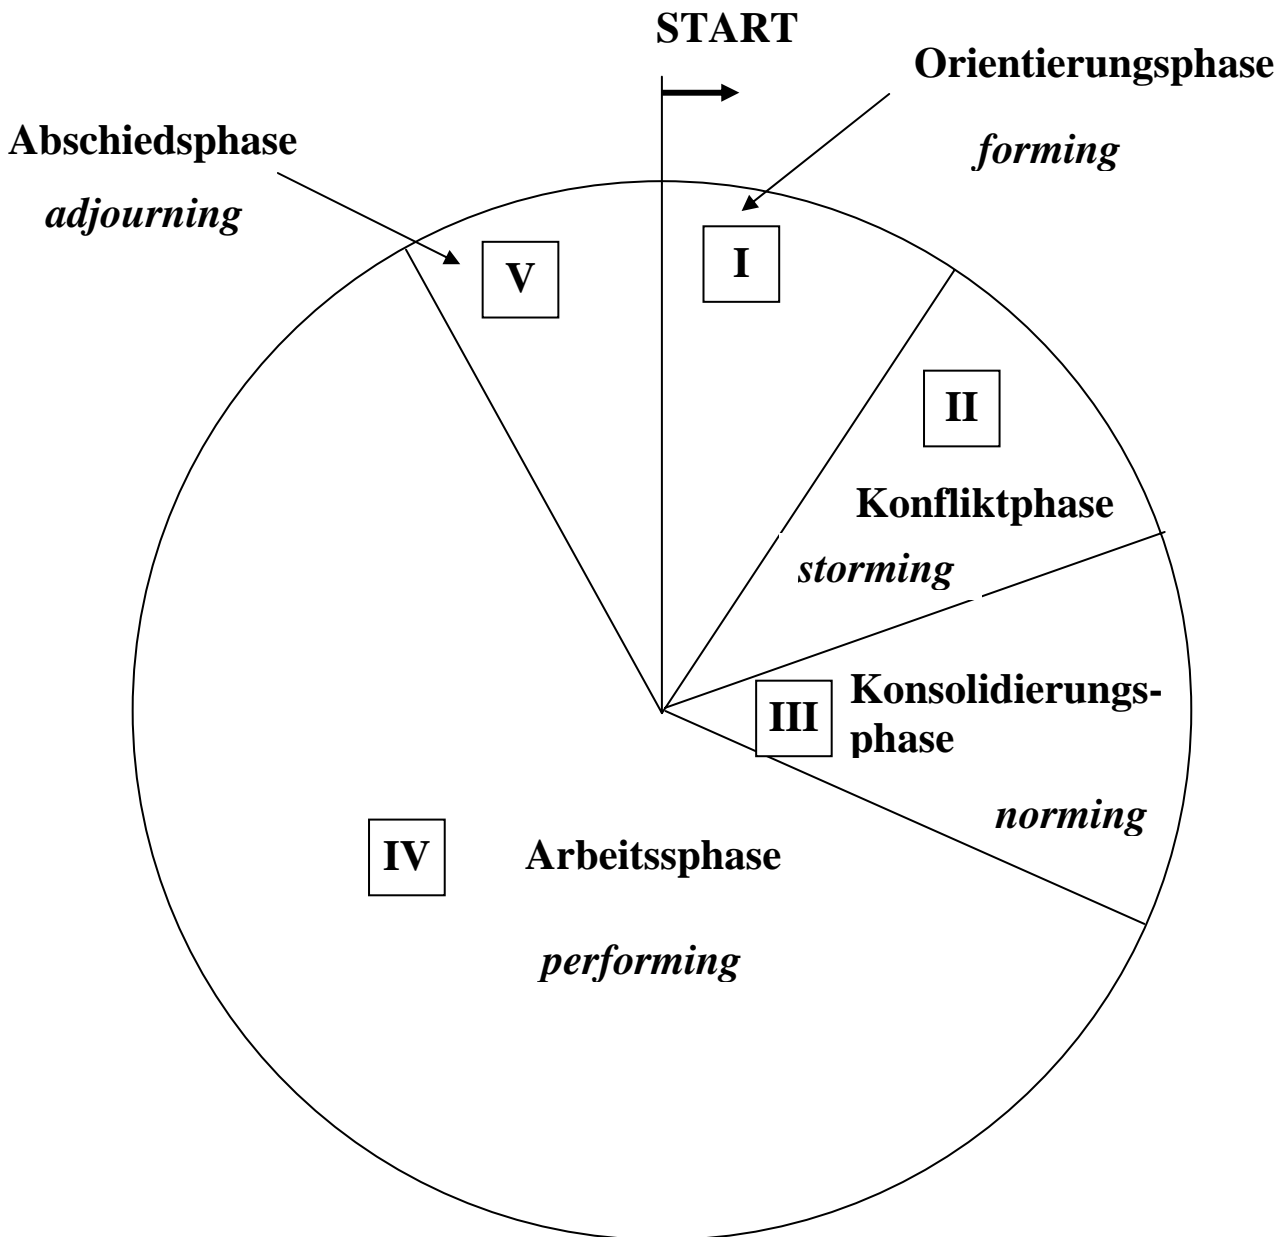 START
Orientierungsphase
forming
Abschiedsphase
adjourning
V
I
II
Konfliktphase
storming
III
Konsolidierungs-
phase
norming
IV
Arbeitssphase
performing